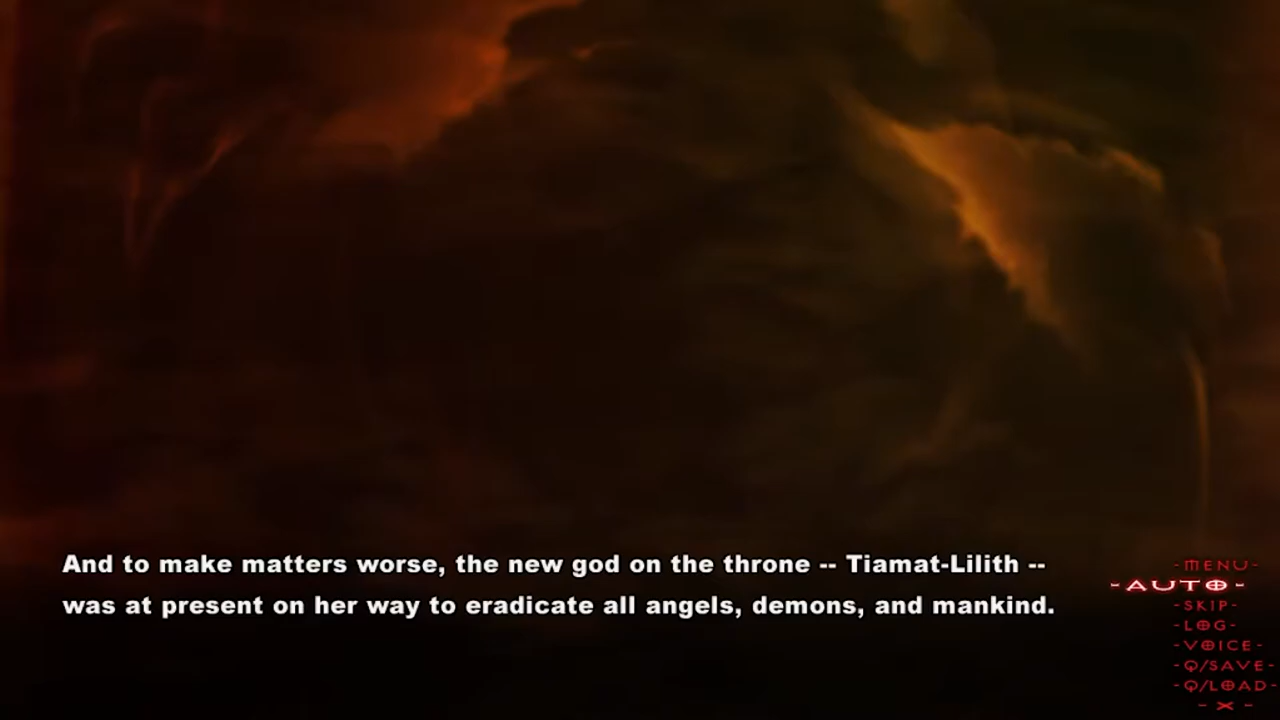 And to make matters worse, the new god on the throne -- Tiamat-Lilith --
was at present on her way to eradicate all angels, demons, and mankind.
-MENU-
-AUTO-
-SKIP-
-LOG-
-VOICE-
-Q/SAVE-
-Q/LOAD-
-X-